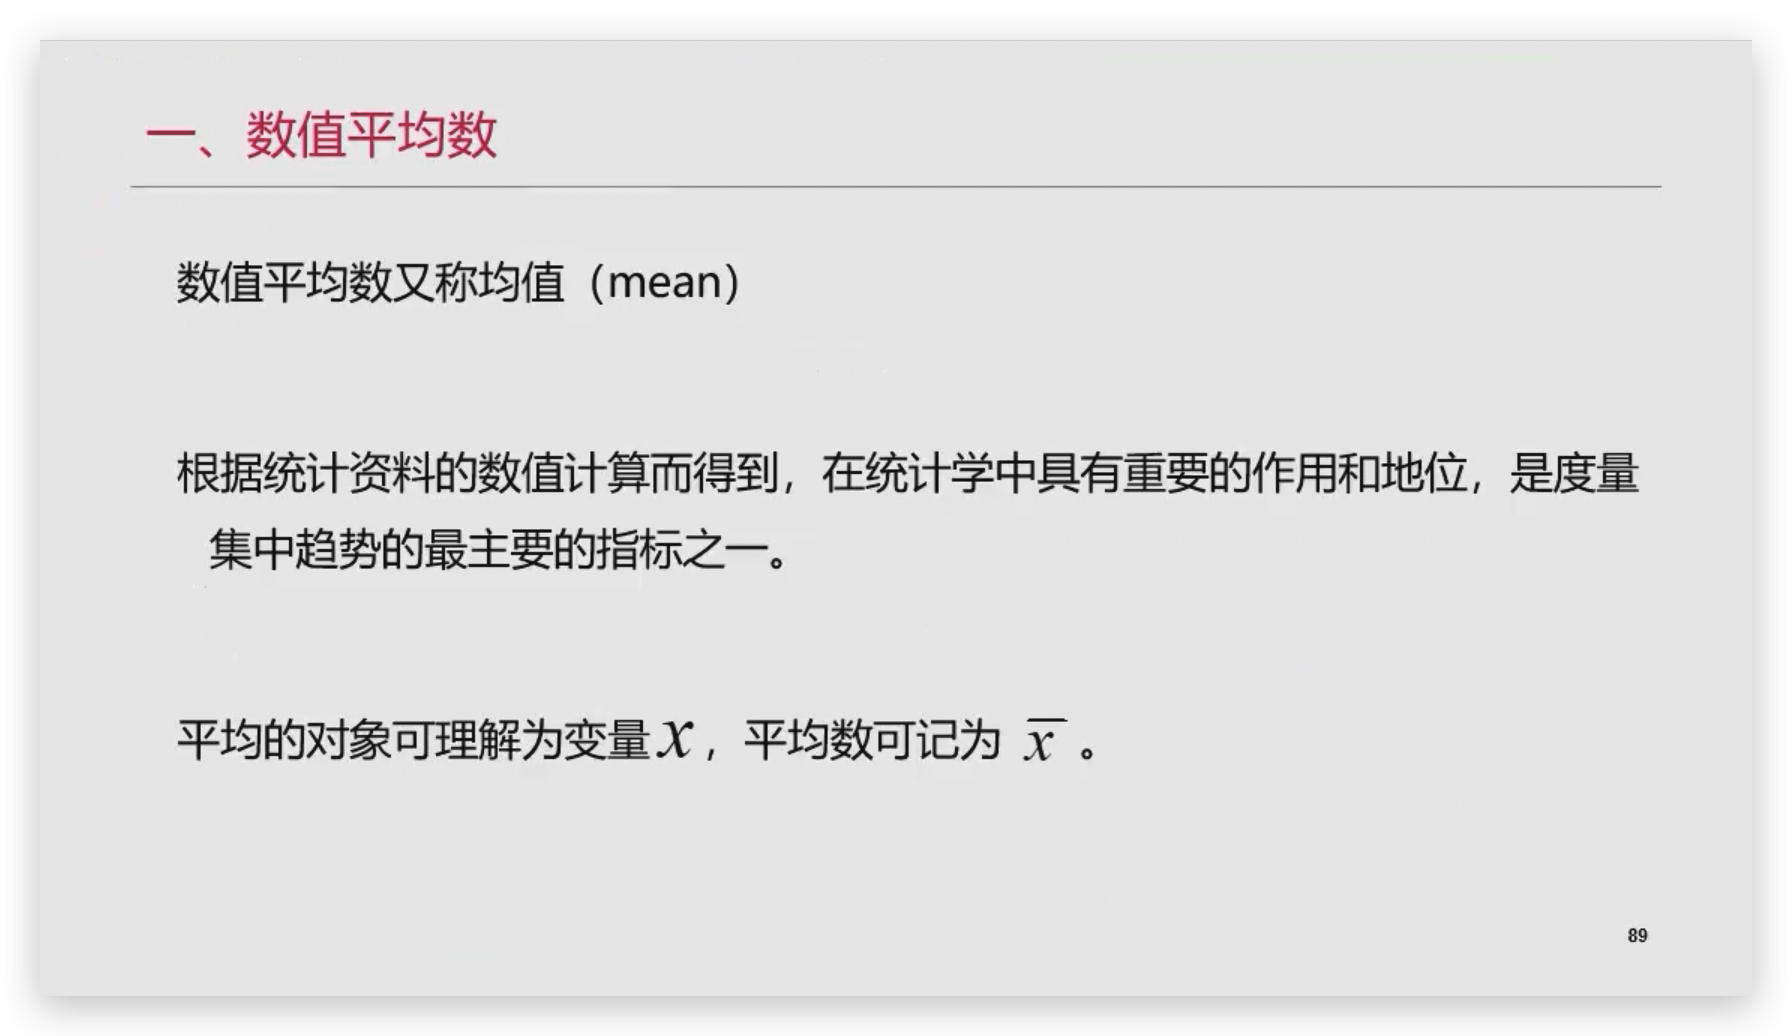 一、数值平均数
数值平均数又称均值（mean）
根据统计资料的数值计算而得到，在统计学中具有重要的作用和地位，是度量
集中趋势的最主要的指标之一。
平均的对象可理解为变量x，平均数可记为 x̄ 。
89